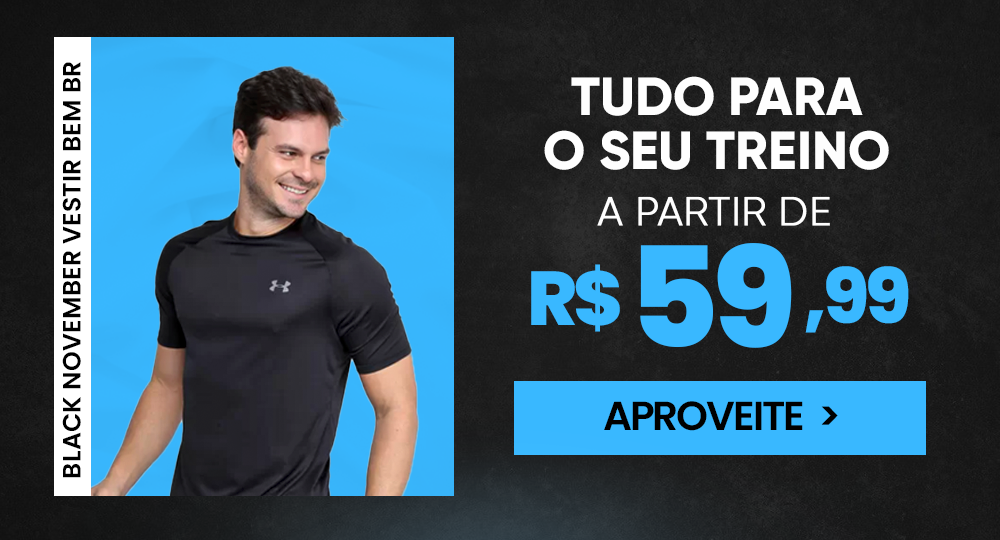 BLACK NOVEMBER VESTIR BEM BR
TUDO PARA
O SEU TREINO
A PARTIR DE
R$ 59,99
APROVEITE >